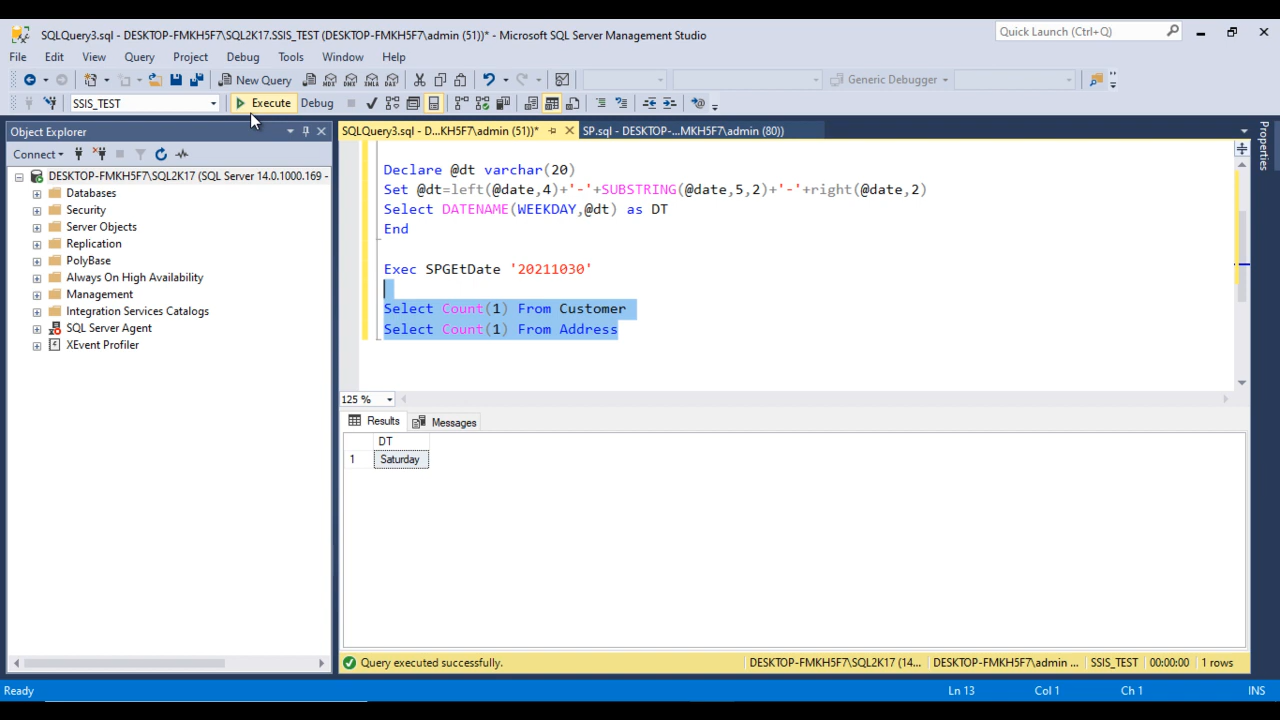 SQLQuery3.sql - DESKTOP-FMKH5F7\SQL2K17.SSIS_TEST (DESKTOP-FMKH5F7\admin (51))* - Microsoft SQL Server Management Studio
Quick Launch (Ctrl+Q)
File Edit View Query Project Debug Tools Window Help
New Query
MDX DMX XMLA DAX
Generic Debugger
SSIS_TEST
Execute Debug
Object Explorer
SQLQuery3.sql - D...KH5F7\admin (51))*
SP.sql - DESKTOP-...MKH5F7\admin (80))
Properties
Connect
DESKTOP-FMKH5F7\SQL2K17 (SQL Server 14.0.1000.169 -
Databases
Security
Server Objects
Replication
PolyBase
Always On High Availability
Management
Integration Services Catalogs
SQL Server Agent
XEvent Profiler
Declare @dt varchar(20)
Set @dt=left(@date,4)+'-'+SUBSTRING(@date,5,2)+'-'+right(@date,2)
Select DATENAME(WEEKDAY,@dt) as DT
End
Exec SPGEtDate '20211030'
Select Count(1) From Customer
Select Count(1) From Address
125 %
Results Messages
DT
1 Saturday
Query executed successfully.
DESKTOP-FMKH5F7\SQL2K17 (14... DESKTOP-FMKH5F7\admin ... SSIS_TEST 00:00:00 1 rows
Ready
Ln 13 Col 1 Ch 1 INS